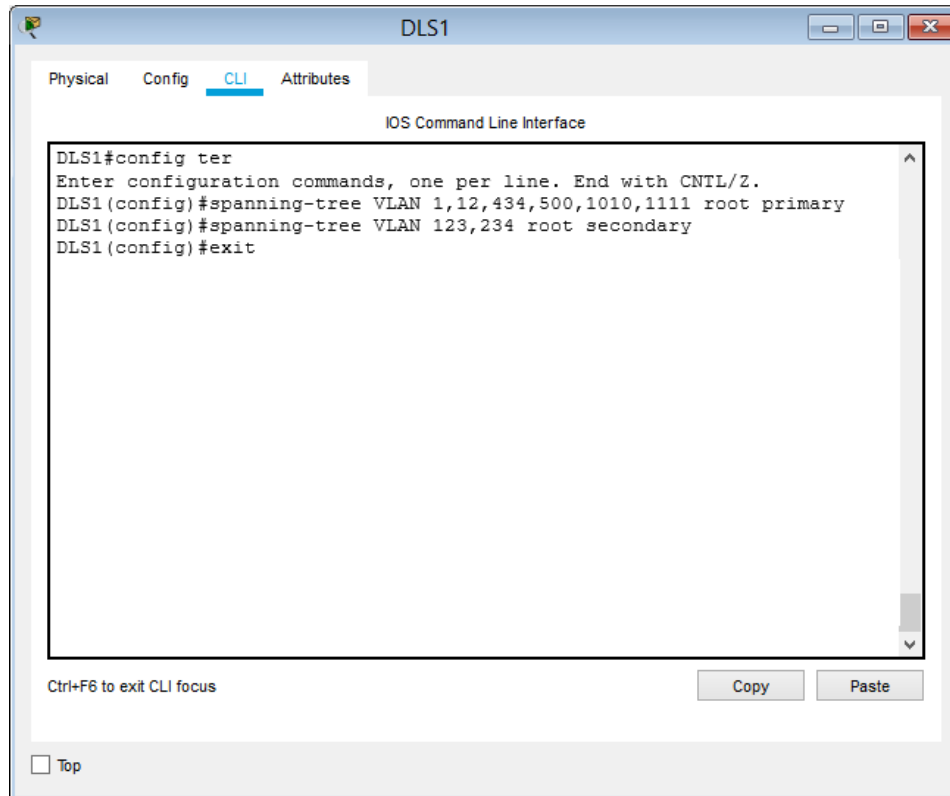 DLS1
Physical Config CLI Attributes
IOS Command Line Interface
DLS1#config ter
Enter configuration commands, one per line. End with CNTL/Z.
DLS1(config)#spanning-tree VLAN 1,12,434,500,1010,1111 root primary
DLS1(config)#spanning-tree VLAN 123,234 root secondary
DLS1(config)#exit
Ctrl+F6 to exit CLI focus
Copy Paste
Top